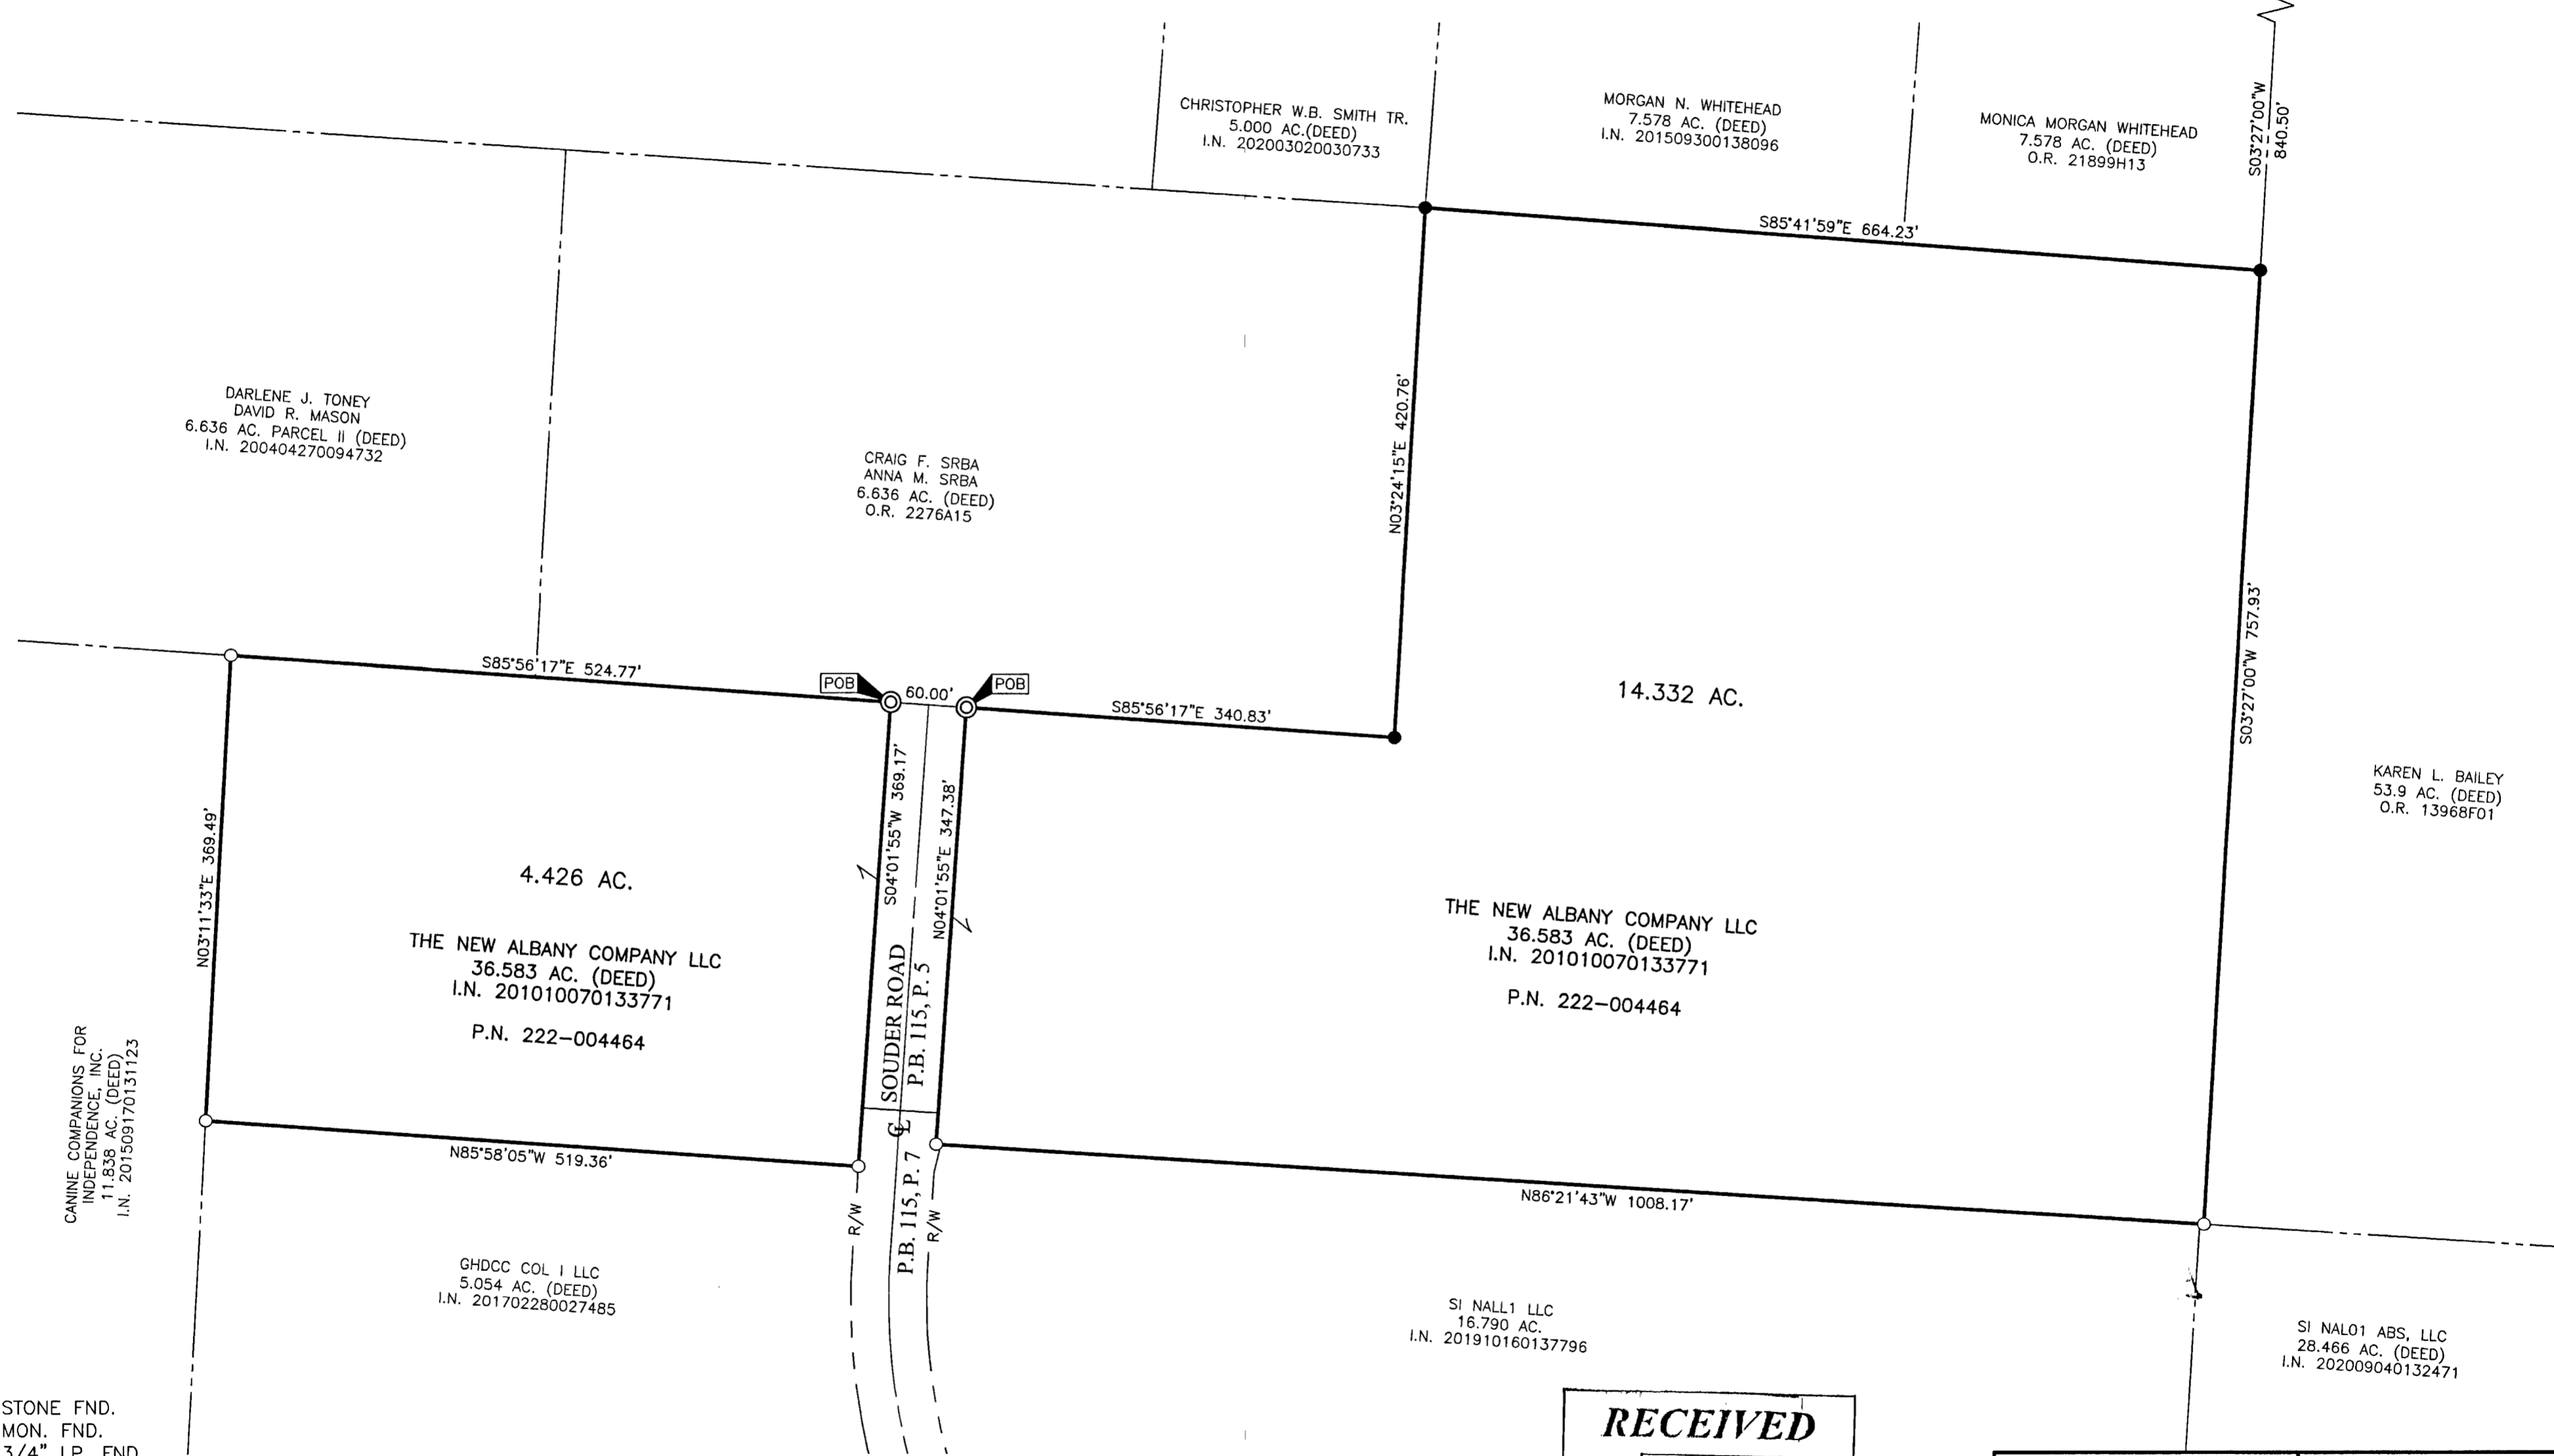 CHRISTOPHER W.B. SMITH TR.
5.000 AC.(DEED)
I.N. 202003020030733
MORGAN N. WHITEHEAD
7.578 AC. (DEED)
I.N. 201509300138096
MONICA MORGAN WHITEHEAD
7.578 AC. (DEED)
O.R. 21899H13
S03°27'00"W
840.50'
S85°41'59"E 664.23'
DARLENE J. TONEY
DAVID R. MASON
6.636 AC. PARCEL II (DEED)
I.N. 200404270094732
CRAIG F. SRBA
ANNA M. SRBA
6.636 AC. (DEED)
O.R. 2276A15
N03°24'15"E 420.76'
S03°27'00"W 757.93'
S85°56'17"E 524.77'
POB
60.00'
POB
S85°56'17"E 340.83'
14.332 AC.
KAREN L. BAILEY
53.9 AC. (DEED)
O.R. 13968F01
N03°11'33"E 369.49'
S04°01'55"W 369.17'
N04°01'55"E 347.38'
4.426 AC.
THE NEW ALBANY COMPANY LLC
36.583 AC. (DEED)
I.N. 201010070133771
P.N. 222-004464
THE NEW ALBANY COMPANY LLC
36.583 AC. (DEED)
I.N. 201010070133771
P.N. 222-004464
SOUDER ROAD
P.B. 115, P. 5
℄
P.B. 115, P. 7
R/W
R/W
CANINE COMPANIONS FOR
INDEPENDENCE, INC.
11.838 AC. (DEED)
I.N. 201509170131123
N85°58'05"W 519.36'
N86°21'43"W 1008.17'
GHDCC COL I LLC
5.054 AC. (DEED)
I.N. 201702280027485
SI NALL1 LLC
16.790 AC.
I.N. 201910160137796
SI NAL01 ABS, LLC
28.466 AC. (DEED)
I.N. 202009040132471
STONE FND.
MON. FND.
3/4" I.P. FND.
RECEIVED